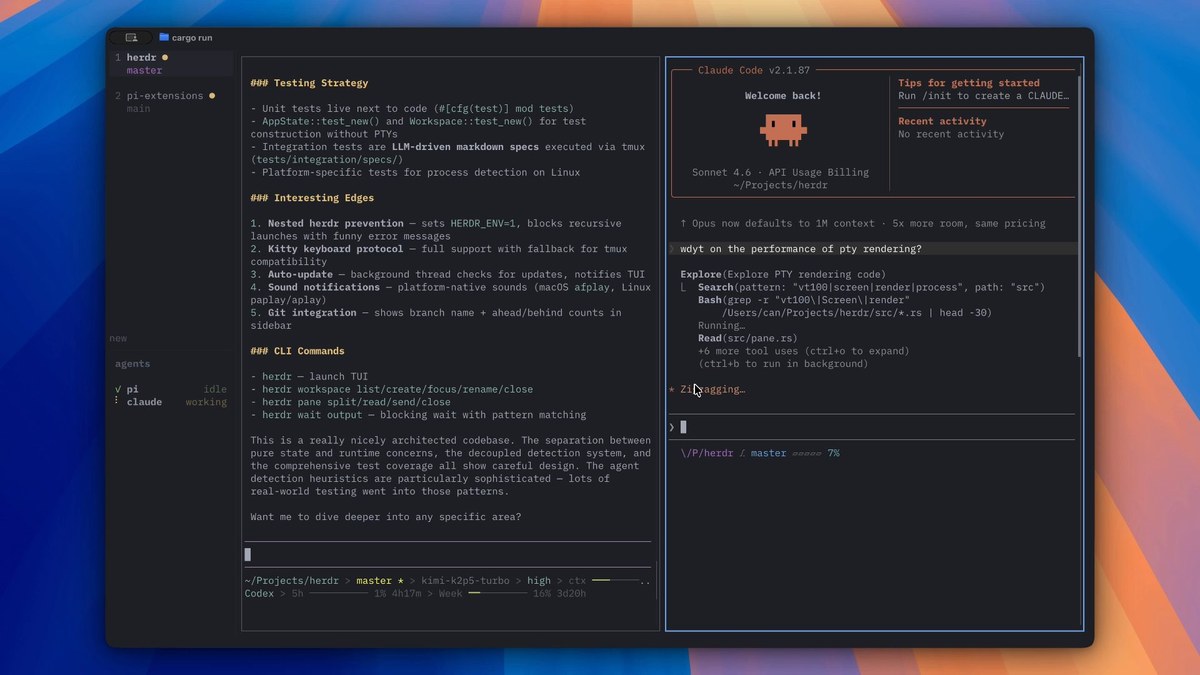 cargo run
1 herdr
master
2 pi-extensions
main
new
agents
√ pi idle
claude working
### Testing Strategy
- Unit tests live next to code (#[cfg(test)] mod tests)
- AppState::test_new() and Workspace::test_new() for test
construction without PTYs
- Integration tests are LLM-driven markdown specs executed via tmux
(tests/integration/specs/)
- Platform-specific tests for process detection on Linux
### Interesting Edges
1. Nested herdr prevention — sets HERDR_ENV=1, blocks recursive
launches with funny error messages
2. Kitty keyboard protocol — full support with fallback for tmux
compatibility
3. Auto-update — background thread checks for updates, notifies TUI
4. Sound notifications — platform-native sounds (macOS afplay, Linux
paplay/aplay)
5. Git integration — shows branch name + ahead/behind counts in
sidebar
### CLI Commands
- herdr — launch TUI
- herdr workspace list/create/focus/rename/close
- herdr pane split/read/send/close
- herdr wait output — blocking wait with pattern matching
This is a really nicely architected codebase. The separation between
pure state and runtime concerns, the decoupled detection system, and
the comprehensive test coverage all show careful design. The agent
detection heuristics are particularly sophisticated — lots of
real-world testing went into those patterns.
Want me to dive deeper into any specific area?
~/Projects/herdr > master * > kimi-k2p5-turbo > high > ctx ..
Codex > 5h 1% 4h17m > Week 16% 3d20h
Claude Code v2.1.87
Welcome back!
Sonnet 4.6 · API Usage Billing
~/Projects/herdr
Tips for getting started
Run /init to create a CLAUDE…
Recent activity
No recent activity
↑ Opus now defaults to 1M context · 5x more room, same pricing
wdyt on the performance of pty rendering?
Explore(Explore PTY rendering code)
Search(pattern: "vt100|screen|render|process", path: "src")
Bash(grep -r "vt100\|Screen\|render"
/Users/can/Projects/herdr/src/*.rs | head -30)
Running…
Read(src/pane.rs)
+6 more tool uses (ctrl+o to expand)
(ctrl+b to run in background)
❯
\/P/herdr master 7%